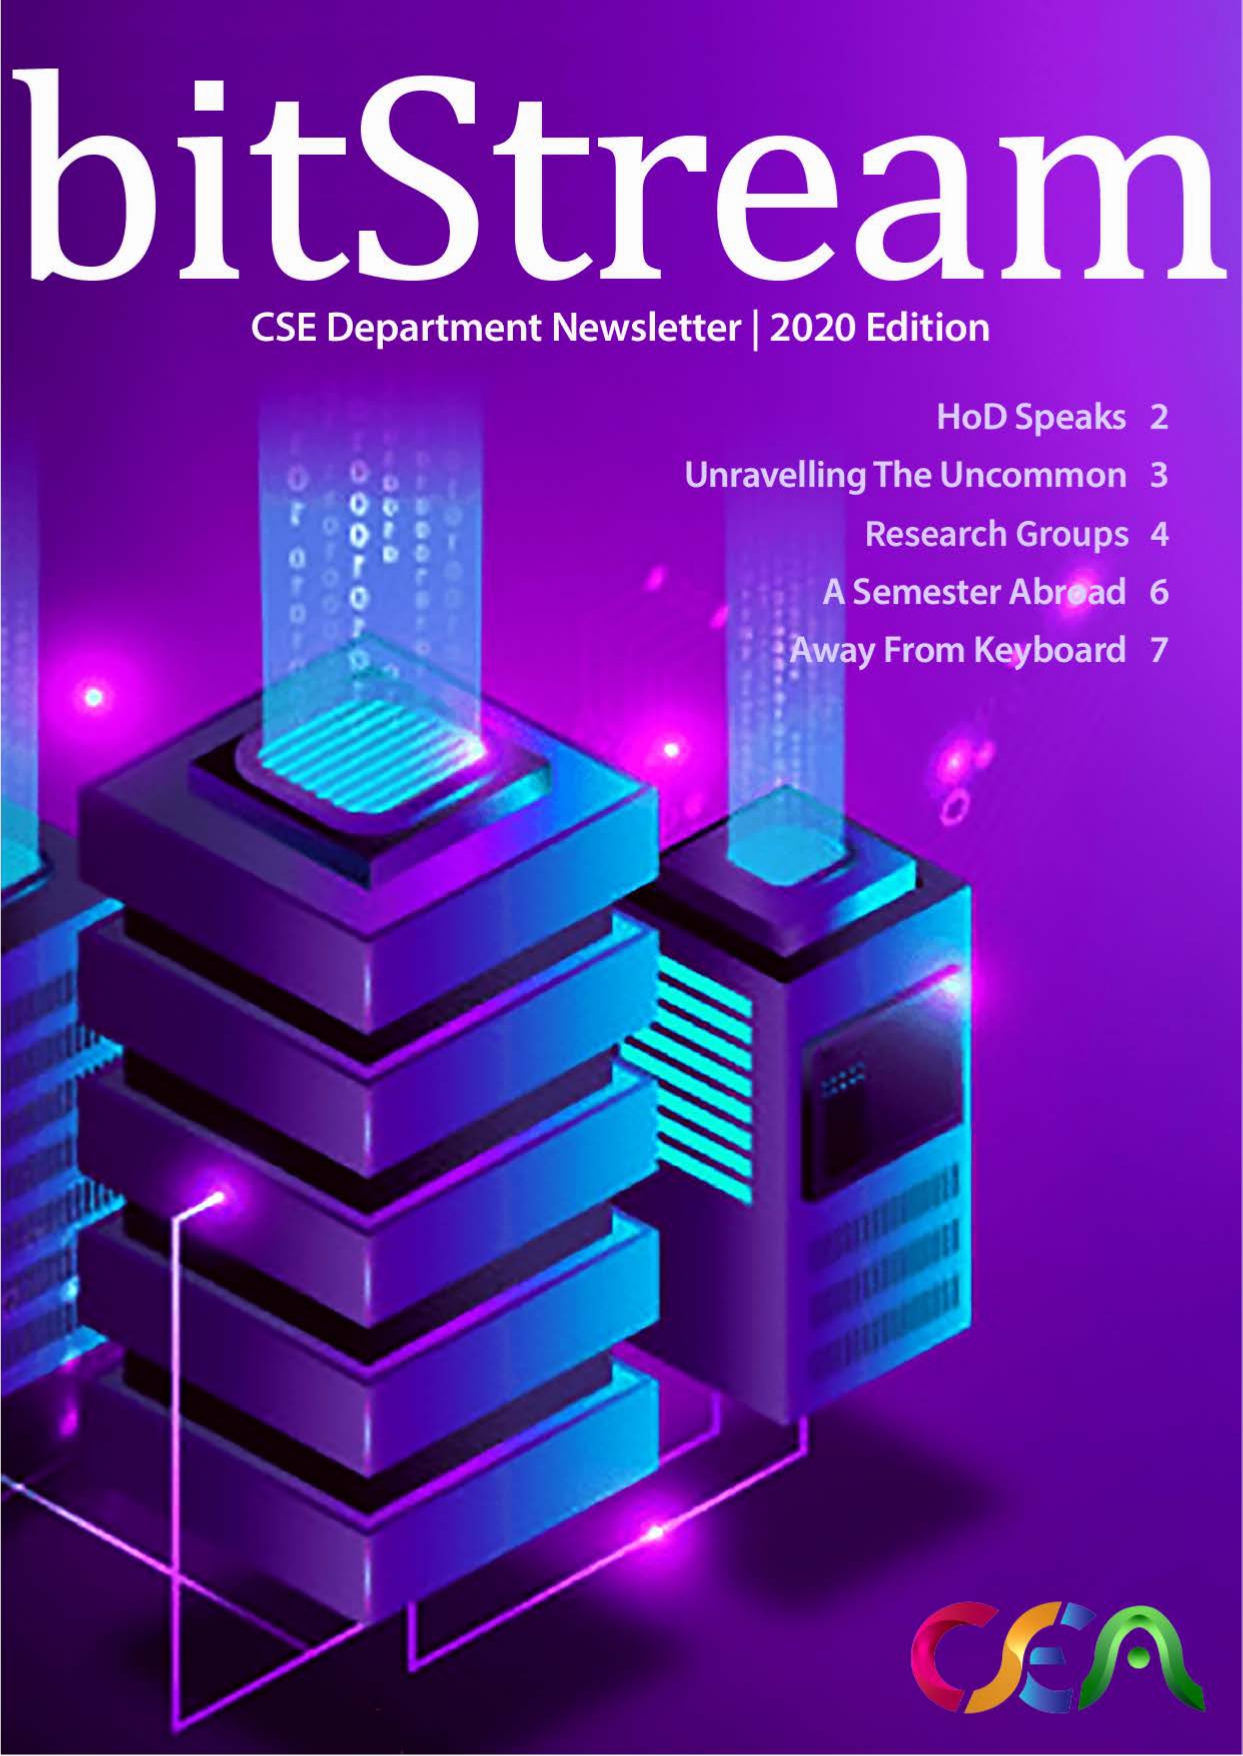 bitStream
CSE Department Newsletter | 2020 Edition
HoD Speaks 2
Unravelling The Uncommon 3
Research Groups 4
A Semester Abroad 6
Away From Keyboard 7
CSEA